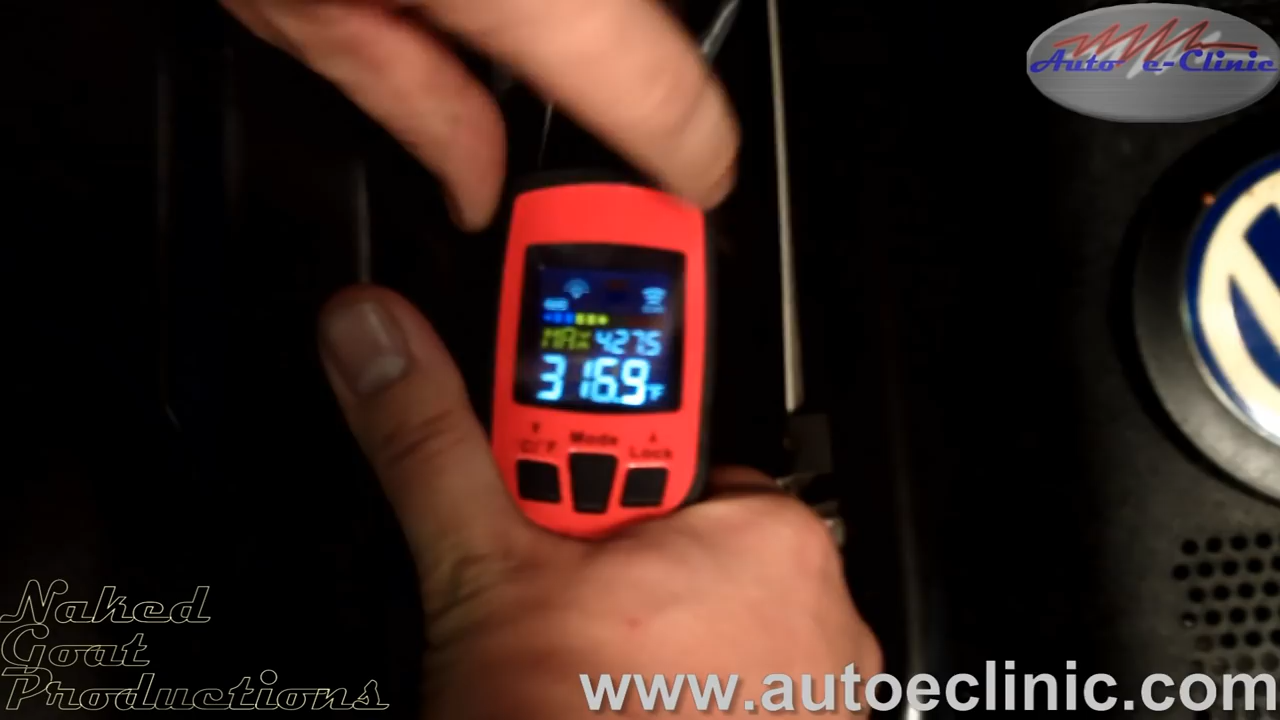 Auto e-Clinic
MAX 427.5
316.9°F
°C/°F Mode Lock
Naked
Goat
Productions
www.autoeclinic.com